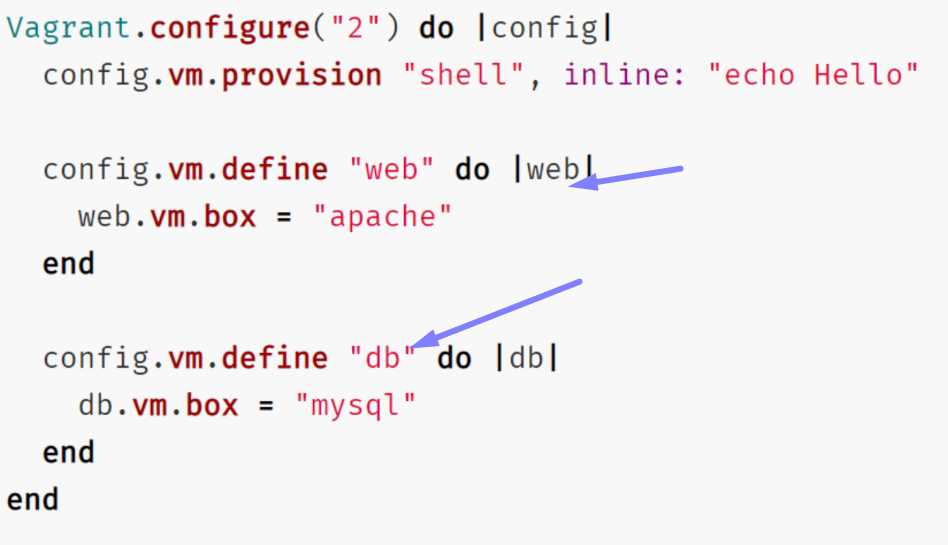 Vagrant.configure("2") do |config|
  config.vm.provision "shell", inline: "echo Hello"
  config.vm.define "web" do |web|
    web.vm.box = "apache"
  end
  config.vm.define "db" do |db|
    db.vm.box = "mysql"
  end
end